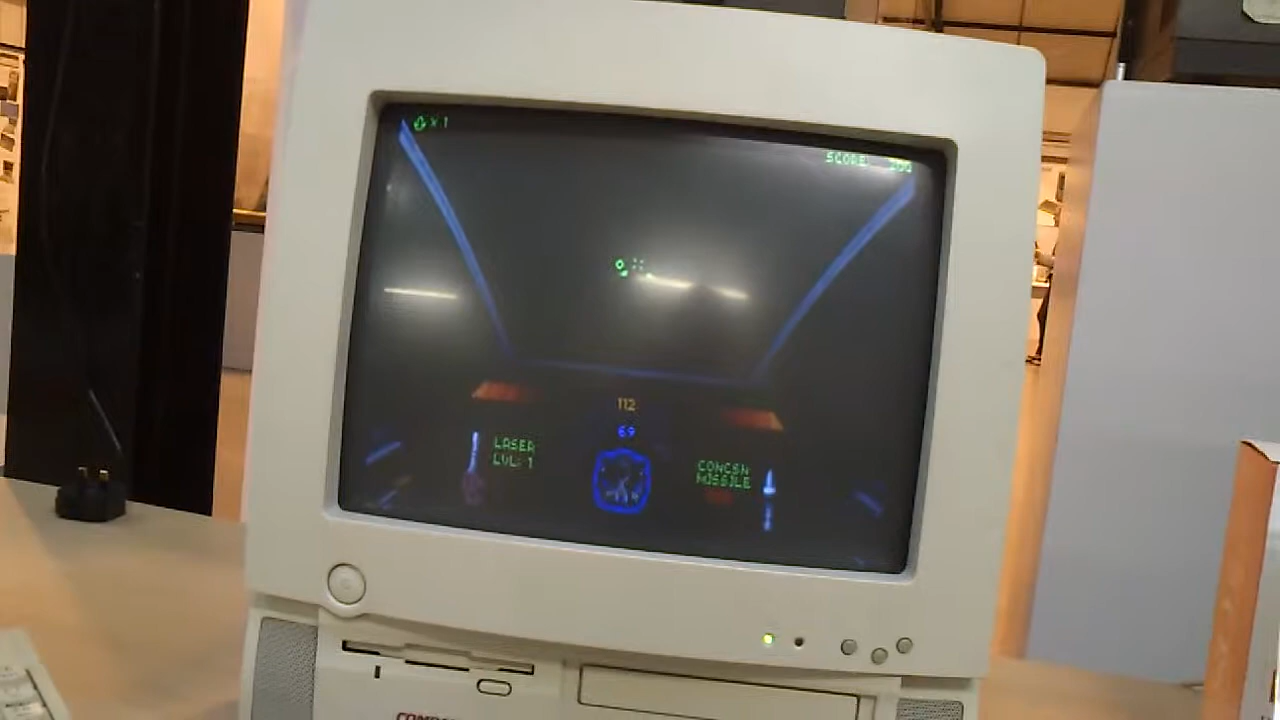 x 1
SCORE:
112
69
LASER
LVL: 1
CONCSN
MISSILE